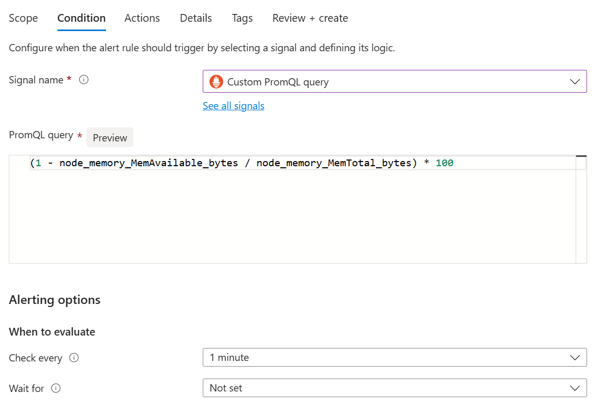 Scope Condition Actions Details Tags Review + create
Configure when the alert rule should trigger by selecting a signal and defining its logic.
Signal name * Custom PromQL query
See all signals
PromQL query * Preview
(1 - node_memory_MemAvailable_bytes / node_memory_MemTotal_bytes) * 100
Alerting options
When to evaluate
Check every 1 minute
Wait for Not set